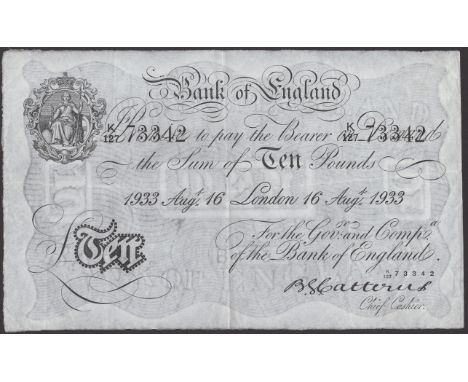 Bank of England
K/127 73342 to pay the Bearer K/127 73342
the Sum of Ten Pounds
1933 Augt. 16 London 16 Augt. 1933
For the Govr. and Compa.
of the Bank of England.
£Ten
K/127 73342
B.G. Catterns
Chief Cashier.